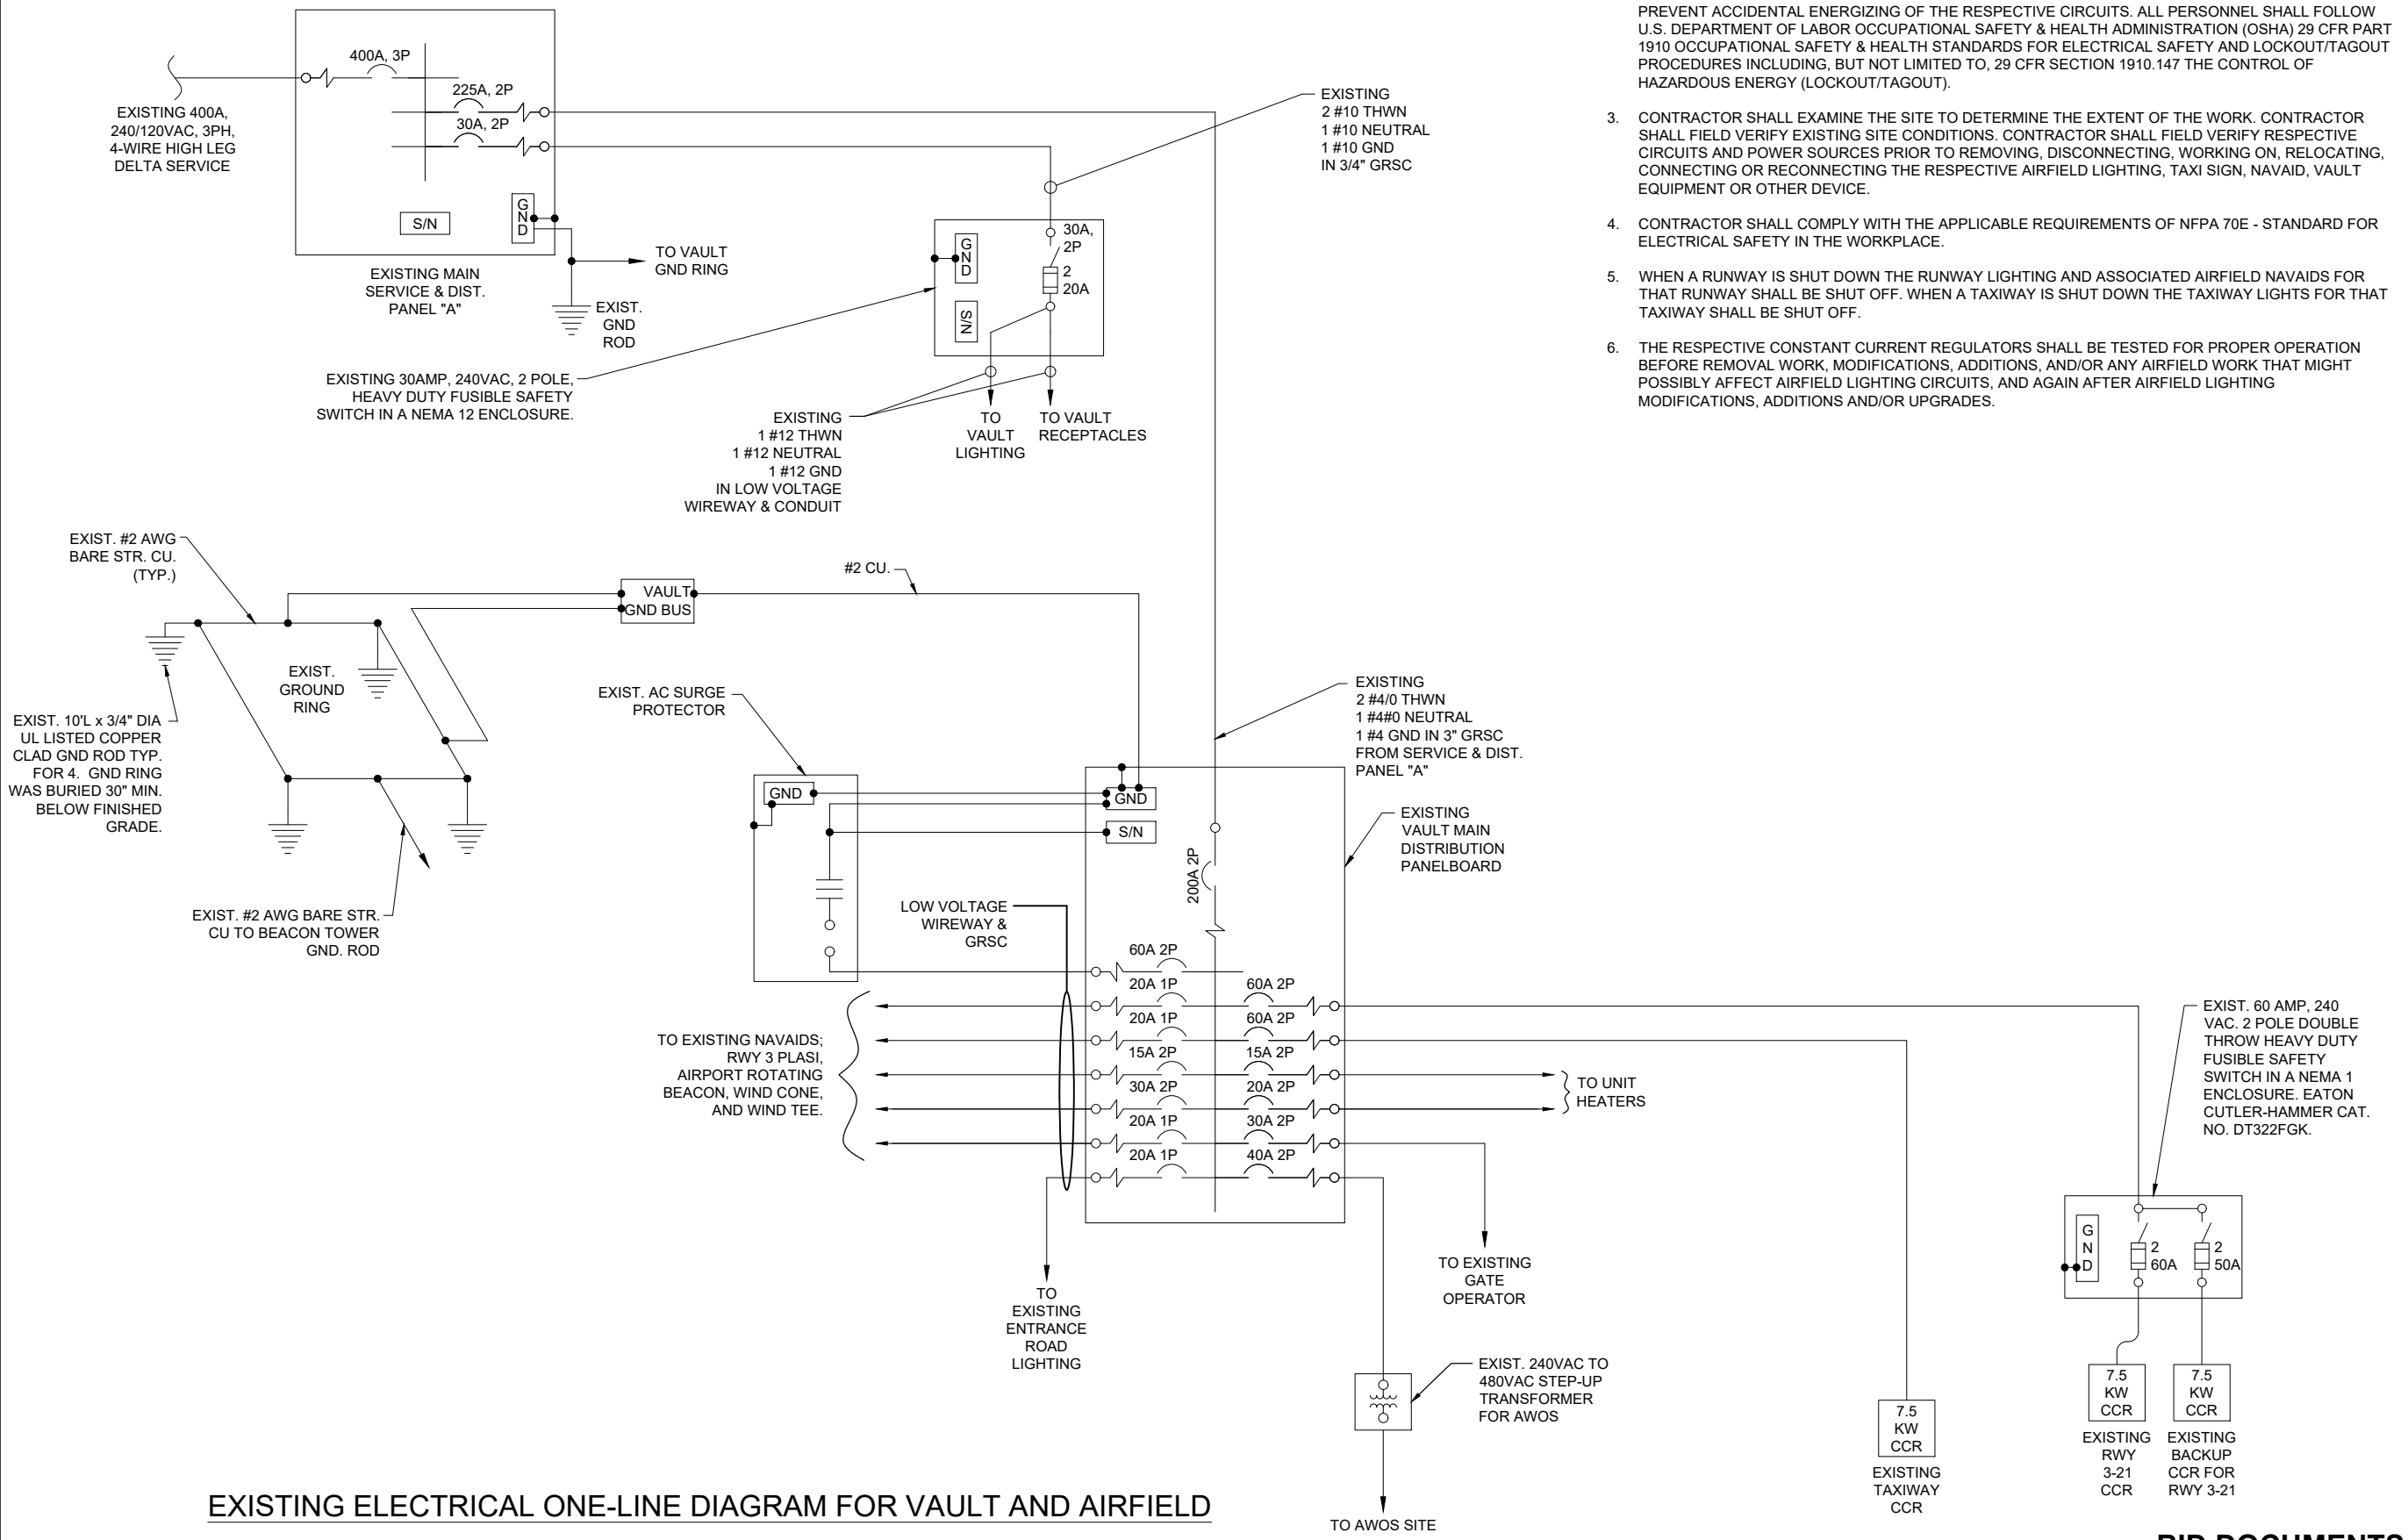 PREVENT ACCIDENTAL ENERGIZING OF THE RESPECTIVE CIRCUITS. ALL PERSONNEL SHALL FOLLOW
U.S. DEPARTMENT OF LABOR OCCUPATIONAL SAFETY & HEALTH ADMINISTRATION (OSHA) 29 CFR PART
1910 OCCUPATIONAL SAFETY & HEALTH STANDARDS FOR ELECTRICAL SAFETY AND LOCKOUT/TAGOUT
PROCEDURES INCLUDING, BUT NOT LIMITED TO, 29 CFR SECTION 1910.147 THE CONTROL OF
HAZARDOUS ENERGY (LOCKOUT/TAGOUT).
3. CONTRACTOR SHALL EXAMINE THE SITE TO DETERMINE THE EXTENT OF THE WORK. CONTRACTOR
SHALL FIELD VERIFY EXISTING SITE CONDITIONS. CONTRACTOR SHALL FIELD VERIFY RESPECTIVE
CIRCUITS AND POWER SOURCES PRIOR TO REMOVING, DISCONNECTING, WORKING ON, RELOCATING,
CONNECTING OR RECONNECTING THE RESPECTIVE AIRFIELD LIGHTING, TAXI SIGN, NAVAID, VAULT
EQUIPMENT OR OTHER DEVICE.
4. CONTRACTOR SHALL COMPLY WITH THE APPLICABLE REQUIREMENTS OF NFPA 70E - STANDARD FOR
ELECTRICAL SAFETY IN THE WORKPLACE.
5. WHEN A RUNWAY IS SHUT DOWN THE RUNWAY LIGHTING AND ASSOCIATED AIRFIELD NAVAIDS FOR
THAT RUNWAY SHALL BE SHUT OFF. WHEN A TAXIWAY IS SHUT DOWN THE TAXIWAY LIGHTS FOR THAT
TAXIWAY SHALL BE SHUT OFF.
6. THE RESPECTIVE CONSTANT CURRENT REGULATORS SHALL BE TESTED FOR PROPER OPERATION
BEFORE REMOVAL WORK, MODIFICATIONS, ADDITIONS, AND/OR ANY AIRFIELD WORK THAT MIGHT
POSSIBLY AFFECT AIRFIELD LIGHTING CIRCUITS, AND AGAIN AFTER AIRFIELD LIGHTING
MODIFICATIONS, ADDITIONS AND/OR UPGRADES.
400A, 3P
225A, 2P
30A, 2P
EXISTING 400A,
240/120VAC, 3PH,
4-WIRE HIGH LEG
DELTA SERVICE
S/N
GND
EXISTING MAIN
SERVICE & DIST.
PANEL "A"
TO VAULT
GND RING
EXIST.
GND
ROD
EXISTING
2 #10 THWN
1 #10 NEUTRAL
1 #10 GND
IN 3/4" GRSC
GND
S/N
30A,
2P
2
20A
EXISTING 30AMP, 240VAC, 2 POLE,
HEAVY DUTY FUSIBLE SAFETY
SWITCH IN A NEMA 12 ENCLOSURE.
EXISTING
1 #12 THWN
1 #12 NEUTRAL
1 #12 GND
IN LOW VOLTAGE
WIREWAY & CONDUIT
TO
VAULT
LIGHTING
TO VAULT
RECEPTACLES
EXIST. #2 AWG
BARE STR. CU.
(TYP.)
VAULT
GND BUS
#2 CU.
EXIST.
GROUND
RING
EXIST. 10'L x 3/4" DIA
UL LISTED COPPER
CLAD GND ROD TYP.
FOR 4. GND RING
WAS BURIED 30" MIN.
BELOW FINISHED
GRADE.
EXIST. #2 AWG BARE STR.
CU TO BEACON TOWER
GND. ROD
EXIST. AC SURGE
PROTECTOR
GND
GND
S/N
EXISTING
2 #4/0 THWN
1 #4#0 NEUTRAL
1 #4 GND IN 3" GRSC
FROM SERVICE & DIST.
PANEL "A"
EXISTING
VAULT MAIN
DISTRIBUTION
PANELBOARD
200A 2P
LOW VOLTAGE
WIREWAY &
GRSC
60A 2P
20A 1P
60A 2P
20A 1P
60A 2P
15A 2P
15A 2P
30A 2P
20A 2P
20A 1P
30A 2P
20A 1P
40A 2P
TO EXISTING NAVAIDS;
RWY 3 PLASI,
AIRPORT ROTATING
BEACON, WIND CONE,
AND WIND TEE.
TO UNIT
HEATERS
EXIST. 60 AMP, 240
VAC. 2 POLE DOUBLE
THROW HEAVY DUTY
FUSIBLE SAFETY
SWITCH IN A NEMA 1
ENCLOSURE. EATON
CUTLER-HAMMER CAT.
NO. DT322FGK.
GND
2
60A
2
50A
TO
EXISTING
ENTRANCE
ROAD
LIGHTING
TO EXISTING
GATE
OPERATOR
EXIST. 240VAC TO
480VAC STEP-UP
TRANSFORMER
FOR AWOS
TO AWOS SITE
7.5
KW
CCR
EXISTING
TAXIWAY
CCR
7.5
KW
CCR
EXISTING
RWY
3-21
CCR
7.5
KW
CCR
EXISTING
BACKUP
CCR FOR
RWY 3-21
EXISTING ELECTRICAL ONE-LINE DIAGRAM FOR VAULT AND AIRFIELD
BID DOCUMENTS